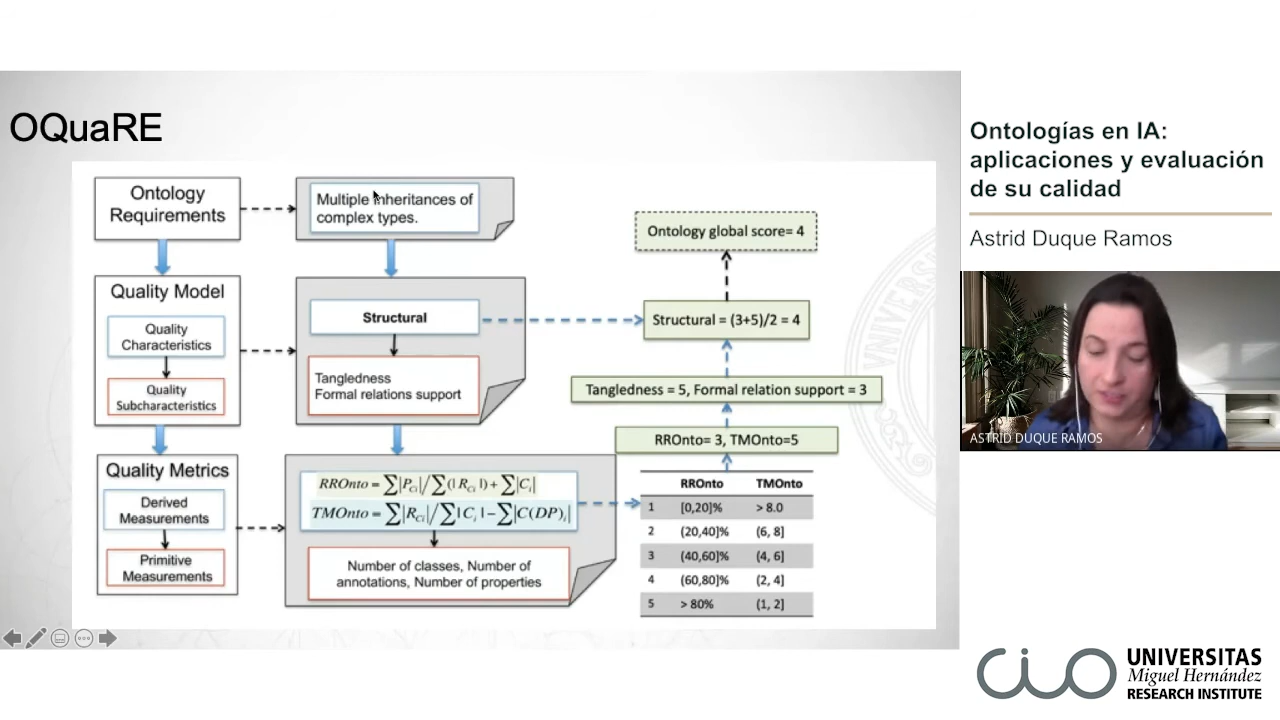 OQuaRE
Ontology
Requirements
Multiple Inheritances of
complex types.
Quality Model
Quality
Characteristics
Quality
Subcharacteristics
Structural
Tangledness
Formal relations support
Quality Metrics
Derived
Measurements
Primitive
Measurements
RROnto = ∑|P_Ci|/∑(|R_Ci|) + ∑|C_i|
TMOnto = ∑|R_Ci|/∑|C_i| − ∑|C(DP)_i|
Number of classes, Number of
annotations, Number of properties
Ontology global score= 4
Structural = (3+5)/2 = 4
Tangledness = 5, Formal relation support = 3
RROnto= 3, TMOnto=5
RROnto TMOnto
1 [0,20]% > 8.0
2 (20,40]% (6, 8]
3 (40,60]% (4, 6]
4 (60,80]% (2, 4]
5 > 80% (1, 2]
Ontologías en IA:
aplicaciones y evaluación
de su calidad
Astrid Duque Ramos
ASTRID DUQUE RAMOS
cio
UNIVERSITAS
Miguel Hernández
RESEARCH INSTITUTE